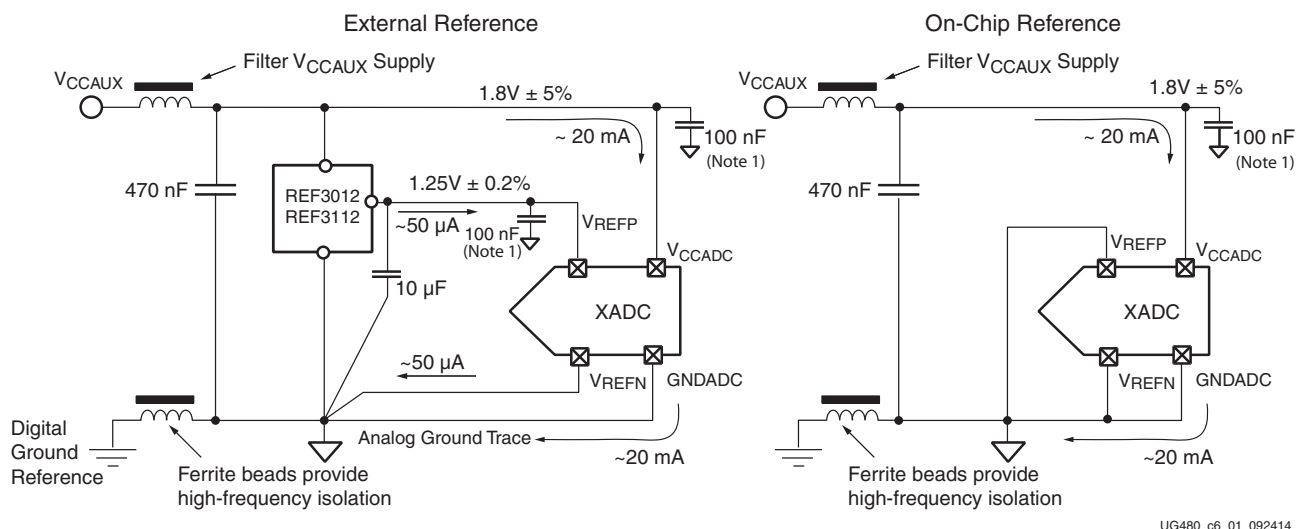 External Reference
On-Chip Reference
VCCAUX
Filter VCCAUX Supply
1.8V ± 5%
~ 20 mA
100 nF
(Note 1)
470 nF
REF3012
REF3112
1.25V ± 0.2%
~50 µA
100 nF
(Note 1)
10 µF
VREFP
VCCADC
XADC
~50 µA
VREFN
GNDADC
Analog Ground Trace
~20 mA
Digital
Ground
Reference
Ferrite beads provide
high-frequency isolation
VCCAUX
Filter VCCAUX Supply
1.8V ± 5%
~ 20 mA
100 nF
(Note 1)
470 nF
VREFP
VCCADC
XADC
VREFN
GNDADC
~20 mA
Ferrite beads provide
high-frequency isolation
UG480_c6_01_092414